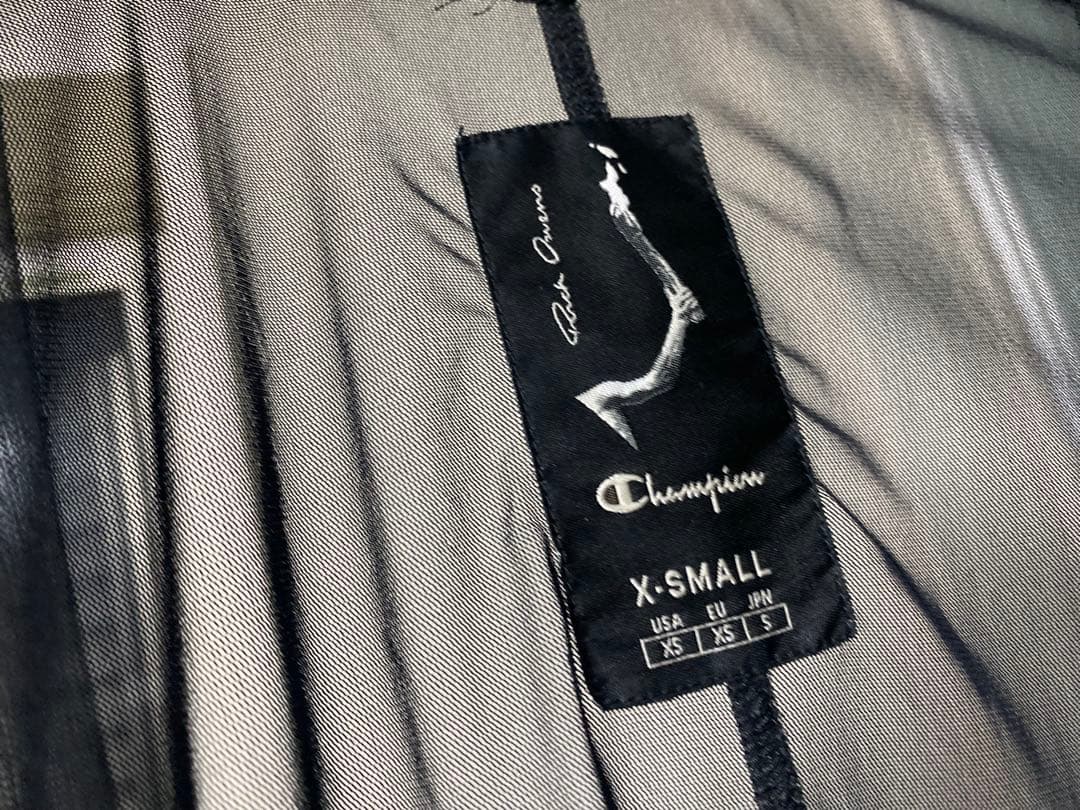 Rick Owens
Champion
X-SMALL
USA EU JPN
XS XS S